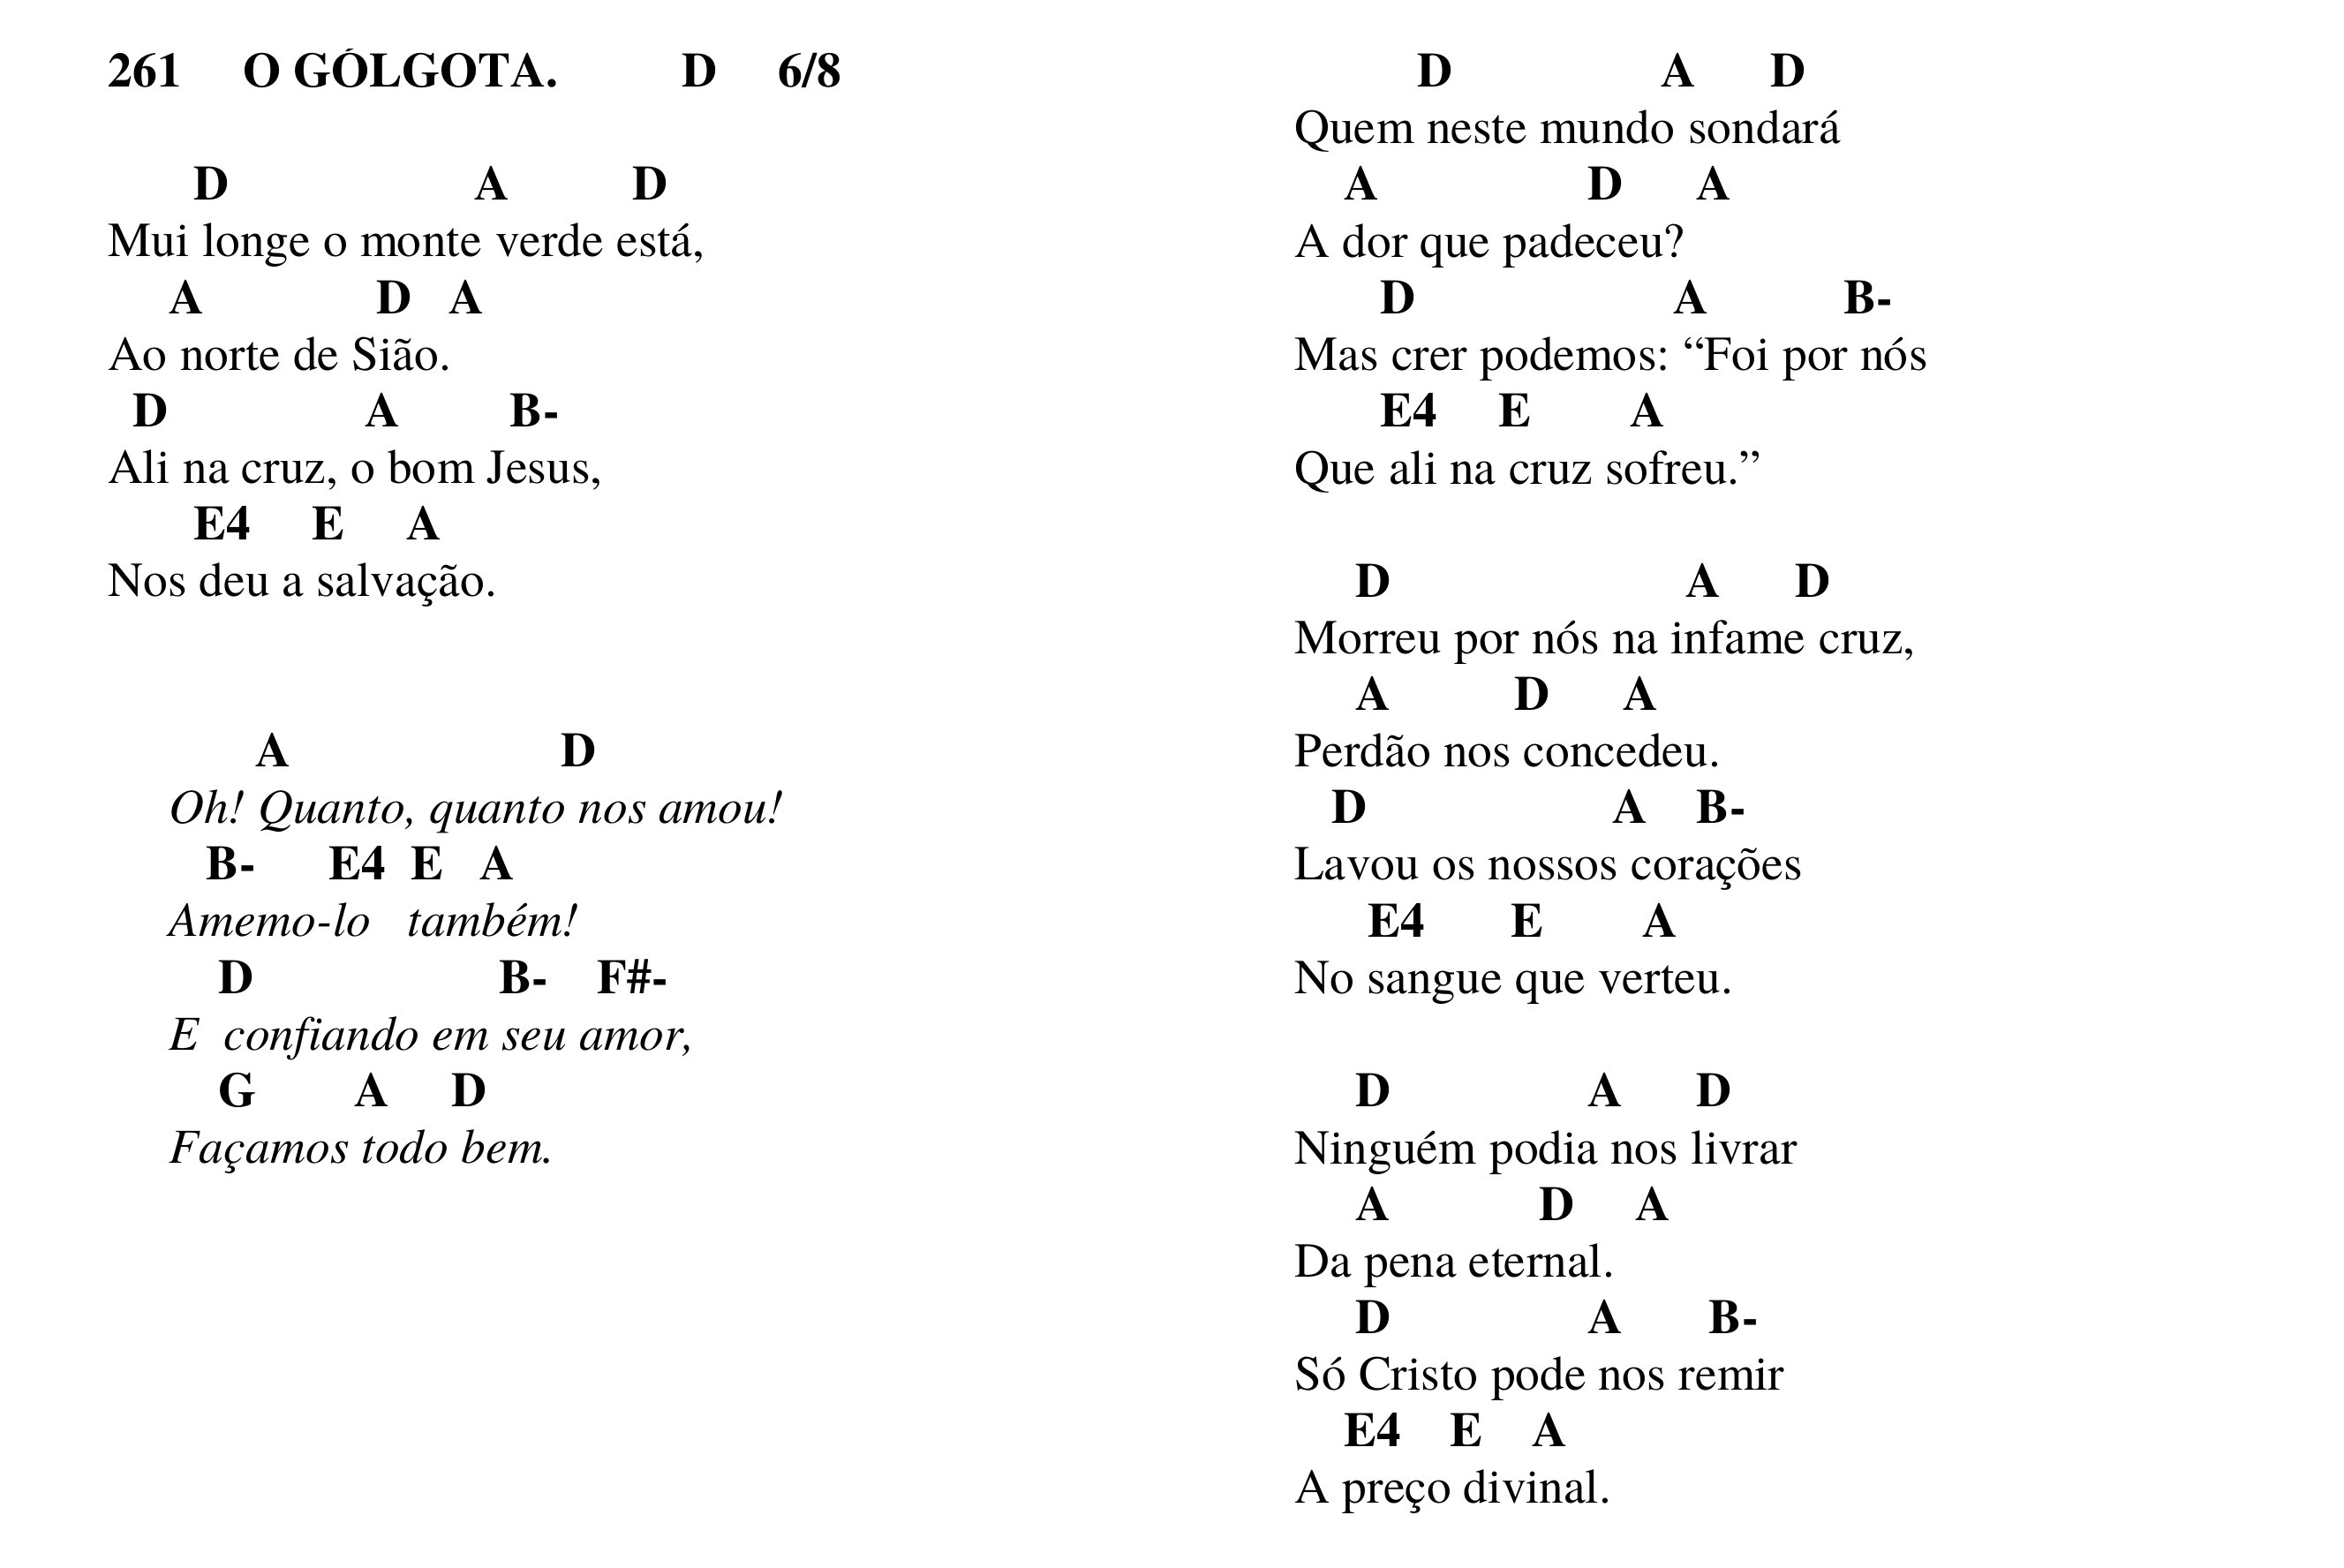 261 O GÓLGOTA. D 6/8
D A D
Mui longe o monte verde está,
A D A
Ao norte de Sião.
D A B-
Ali na cruz, o bom Jesus,
E4 E A
Nos deu a salvação.
A D
Oh! Quanto, quanto nos amou!
B- E4 E A
Amemo-lo também!
D B- F#-
E confiando em seu amor,
G A D
Façamos todo bem.
D A D
Quem neste mundo sondará
A D A
A dor que padeceu?
D A B-
Mas crer podemos: “Foi por nós
E4 E A
Que ali na cruz sofreu.”
D A D
Morreu por nós na infame cruz,
A D A
Perdão nos concedeu.
D A B-
Lavou os nossos corações
E4 E A
No sangue que verteu.
D A D
Ninguém podia nos livrar
A D A
Da pena eternal.
D A B-
Só Cristo pode nos remir
E4 E A
A preço divinal.